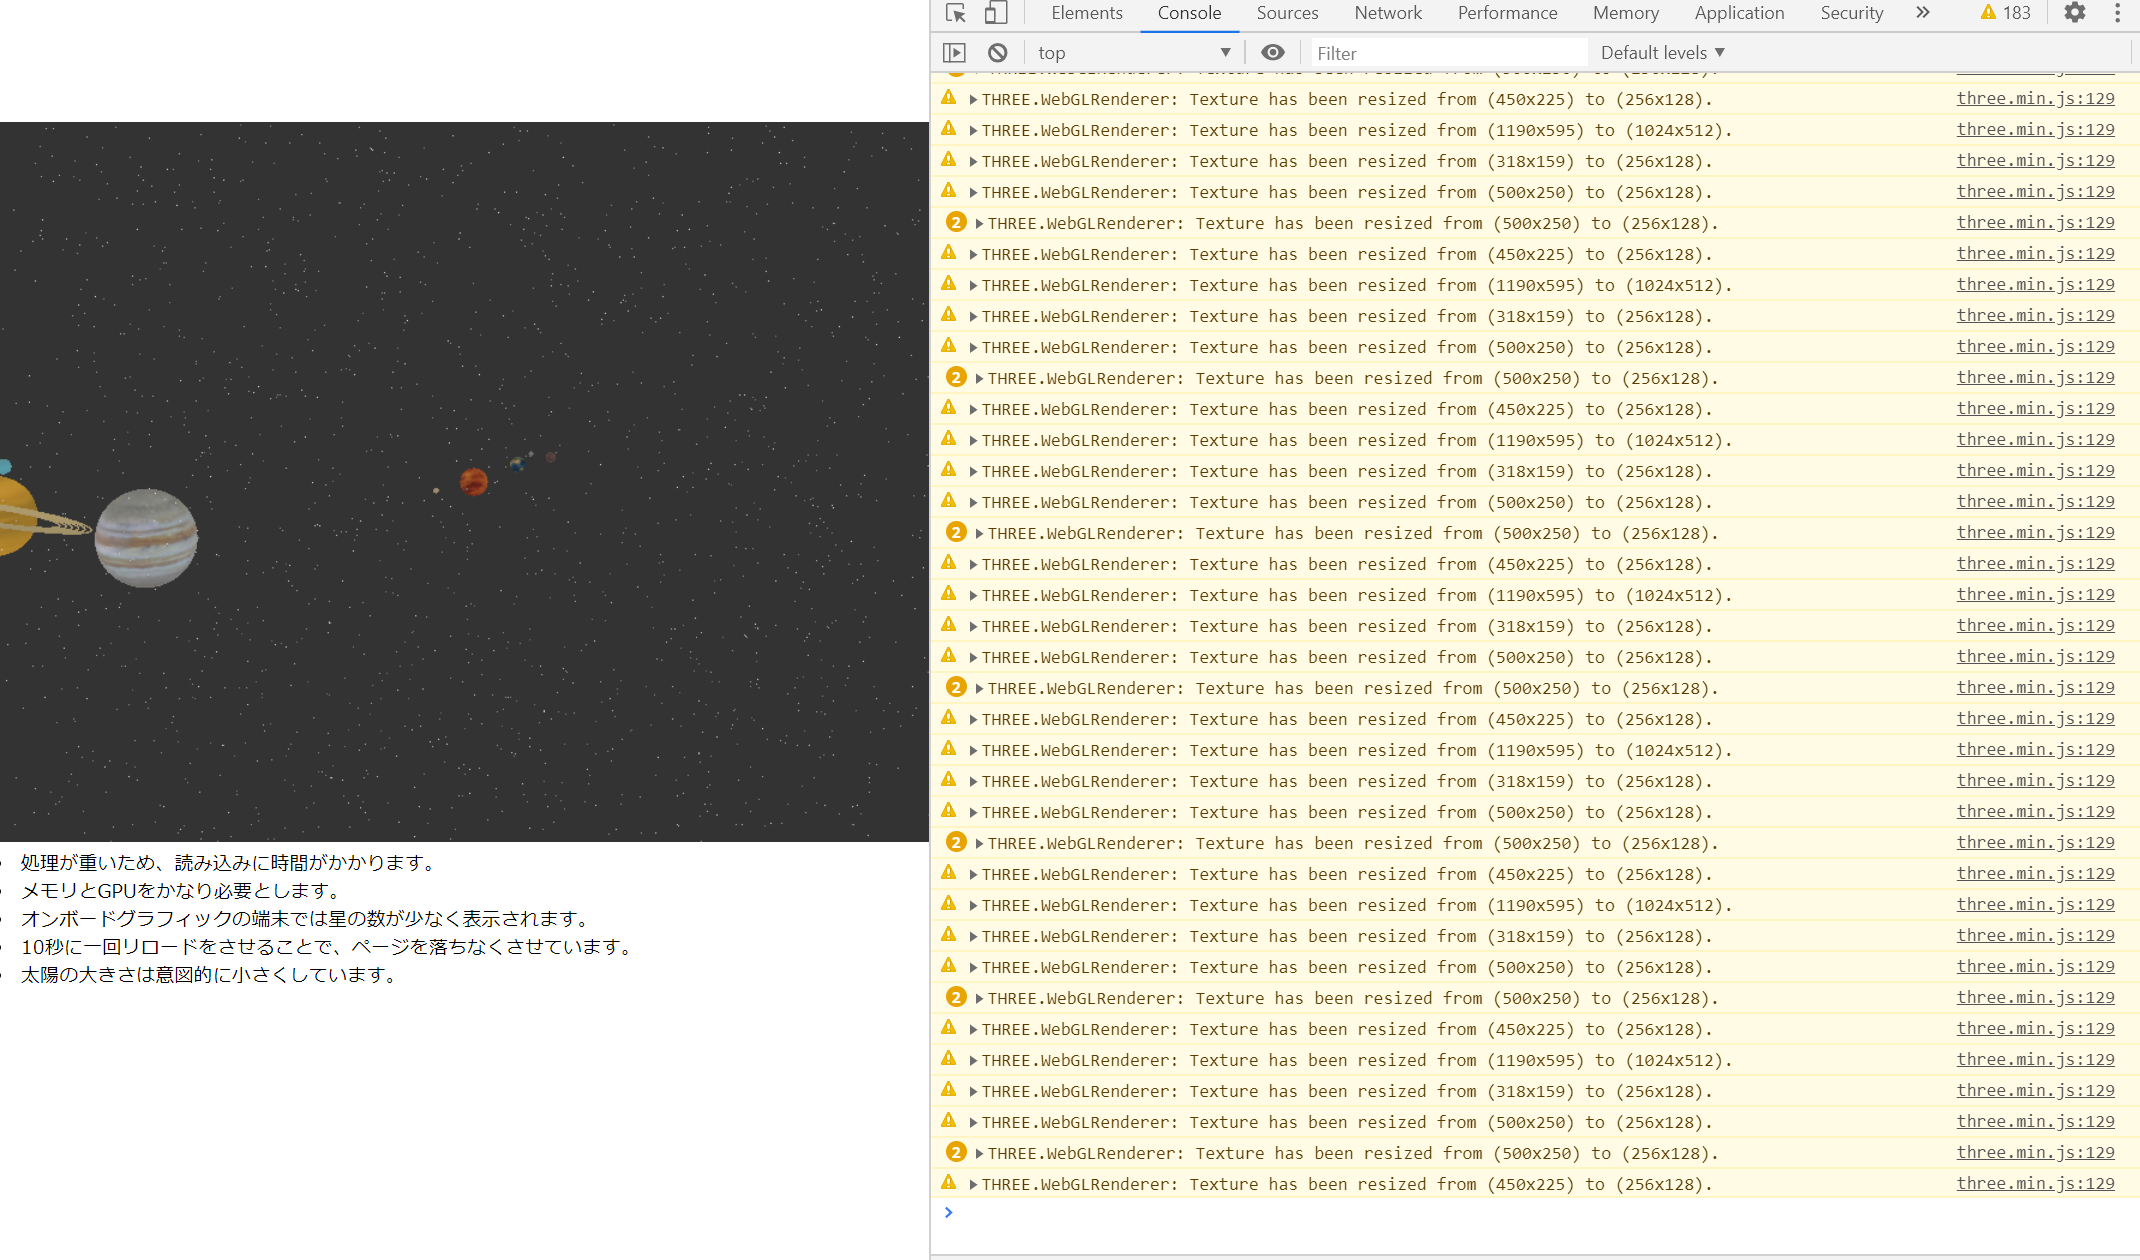 処理が重いため、読み込みに時間がかかります。
メモリとGPUをかなり必要とします。
オンボードグラフィックの端末では星の数が少なく表示されます。
10秒に一回リロードをさせることで、ページを落ちなくさせています。
太陽の大きさは意図的に小さくしています。
Elements Console Sources Network Performance Memory Application Security 183
top Filter Default levels
THREE.WebGLRenderer: Texture has been resized from (450x225) to (256x128). three.min.js:129
THREE.WebGLRenderer: Texture has been resized from (1190x595) to (1024x512). three.min.js:129
THREE.WebGLRenderer: Texture has been resized from (318x159) to (256x128). three.min.js:129
THREE.WebGLRenderer: Texture has been resized from (500x250) to (256x128). three.min.js:129
2 THREE.WebGLRenderer: Texture has been resized from (500x250) to (256x128). three.min.js:129
THREE.WebGLRenderer: Texture has been resized from (450x225) to (256x128). three.min.js:129
THREE.WebGLRenderer: Texture has been resized from (1190x595) to (1024x512). three.min.js:129
THREE.WebGLRenderer: Texture has been resized from (318x159) to (256x128). three.min.js:129
THREE.WebGLRenderer: Texture has been resized from (500x250) to (256x128). three.min.js:129
2 THREE.WebGLRenderer: Texture has been resized from (500x250) to (256x128). three.min.js:129
THREE.WebGLRenderer: Texture has been resized from (450x225) to (256x128). three.min.js:129
THREE.WebGLRenderer: Texture has been resized from (1190x595) to (1024x512). three.min.js:129
THREE.WebGLRenderer: Texture has been resized from (318x159) to (256x128). three.min.js:129
THREE.WebGLRenderer: Texture has been resized from (500x250) to (256x128). three.min.js:129
2 THREE.WebGLRenderer: Texture has been resized from (500x250) to (256x128). three.min.js:129
THREE.WebGLRenderer: Texture has been resized from (450x225) to (256x128). three.min.js:129
THREE.WebGLRenderer: Texture has been resized from (1190x595) to (1024x512). three.min.js:129
THREE.WebGLRenderer: Texture has been resized from (318x159) to (256x128). three.min.js:129
THREE.WebGLRenderer: Texture has been resized from (500x250) to (256x128). three.min.js:129
2 THREE.WebGLRenderer: Texture has been resized from (500x250) to (256x128). three.min.js:129
THREE.WebGLRenderer: Texture has been resized from (450x225) to (256x128). three.min.js:129
THREE.WebGLRenderer: Texture has been resized from (1190x595) to (1024x512). three.min.js:129
THREE.WebGLRenderer: Texture has been resized from (318x159) to (256x128). three.min.js:129
THREE.WebGLRenderer: Texture has been resized from (500x250) to (256x128). three.min.js:129
2 THREE.WebGLRenderer: Texture has been resized from (500x250) to (256x128). three.min.js:129
THREE.WebGLRenderer: Texture has been resized from (450x225) to (256x128). three.min.js:129
THREE.WebGLRenderer: Texture has been resized from (1190x595) to (1024x512). three.min.js:129
THREE.WebGLRenderer: Texture has been resized from (318x159) to (256x128). three.min.js:129
THREE.WebGLRenderer: Texture has been resized from (500x250) to (256x128). three.min.js:129
2 THREE.WebGLRenderer: Texture has been resized from (500x250) to (256x128). three.min.js:129
THREE.WebGLRenderer: Texture has been resized from (450x225) to (256x128). three.min.js:129
THREE.WebGLRenderer: Texture has been resized from (1190x595) to (1024x512). three.min.js:129
THREE.WebGLRenderer: Texture has been resized from (318x159) to (256x128). three.min.js:129
THREE.WebGLRenderer: Texture has been resized from (500x250) to (256x128). three.min.js:129
2 THREE.WebGLRenderer: Texture has been resized from (500x250) to (256x128). three.min.js:129
THREE.WebGLRenderer: Texture has been resized from (450x225) to (256x128). three.min.js:129